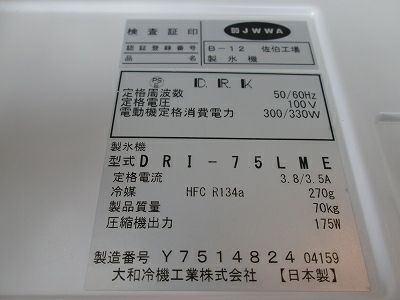 検査証印 JWWA
認証登録番号 B-12 佐伯工場
品名 製氷機
PS E D.R.K
定格周波数 50/60Hz
定格電圧 100V
電動機定格消費電力 300/330W
製氷機
型式 DRI-75LME
定格電流 3.8/3.5A
冷媒 HFC R134a 270g
製品質量 70kg
圧縮機出力 175W
製造番号 Y7514824 04159
大和冷機工業株式会社 【日本製】